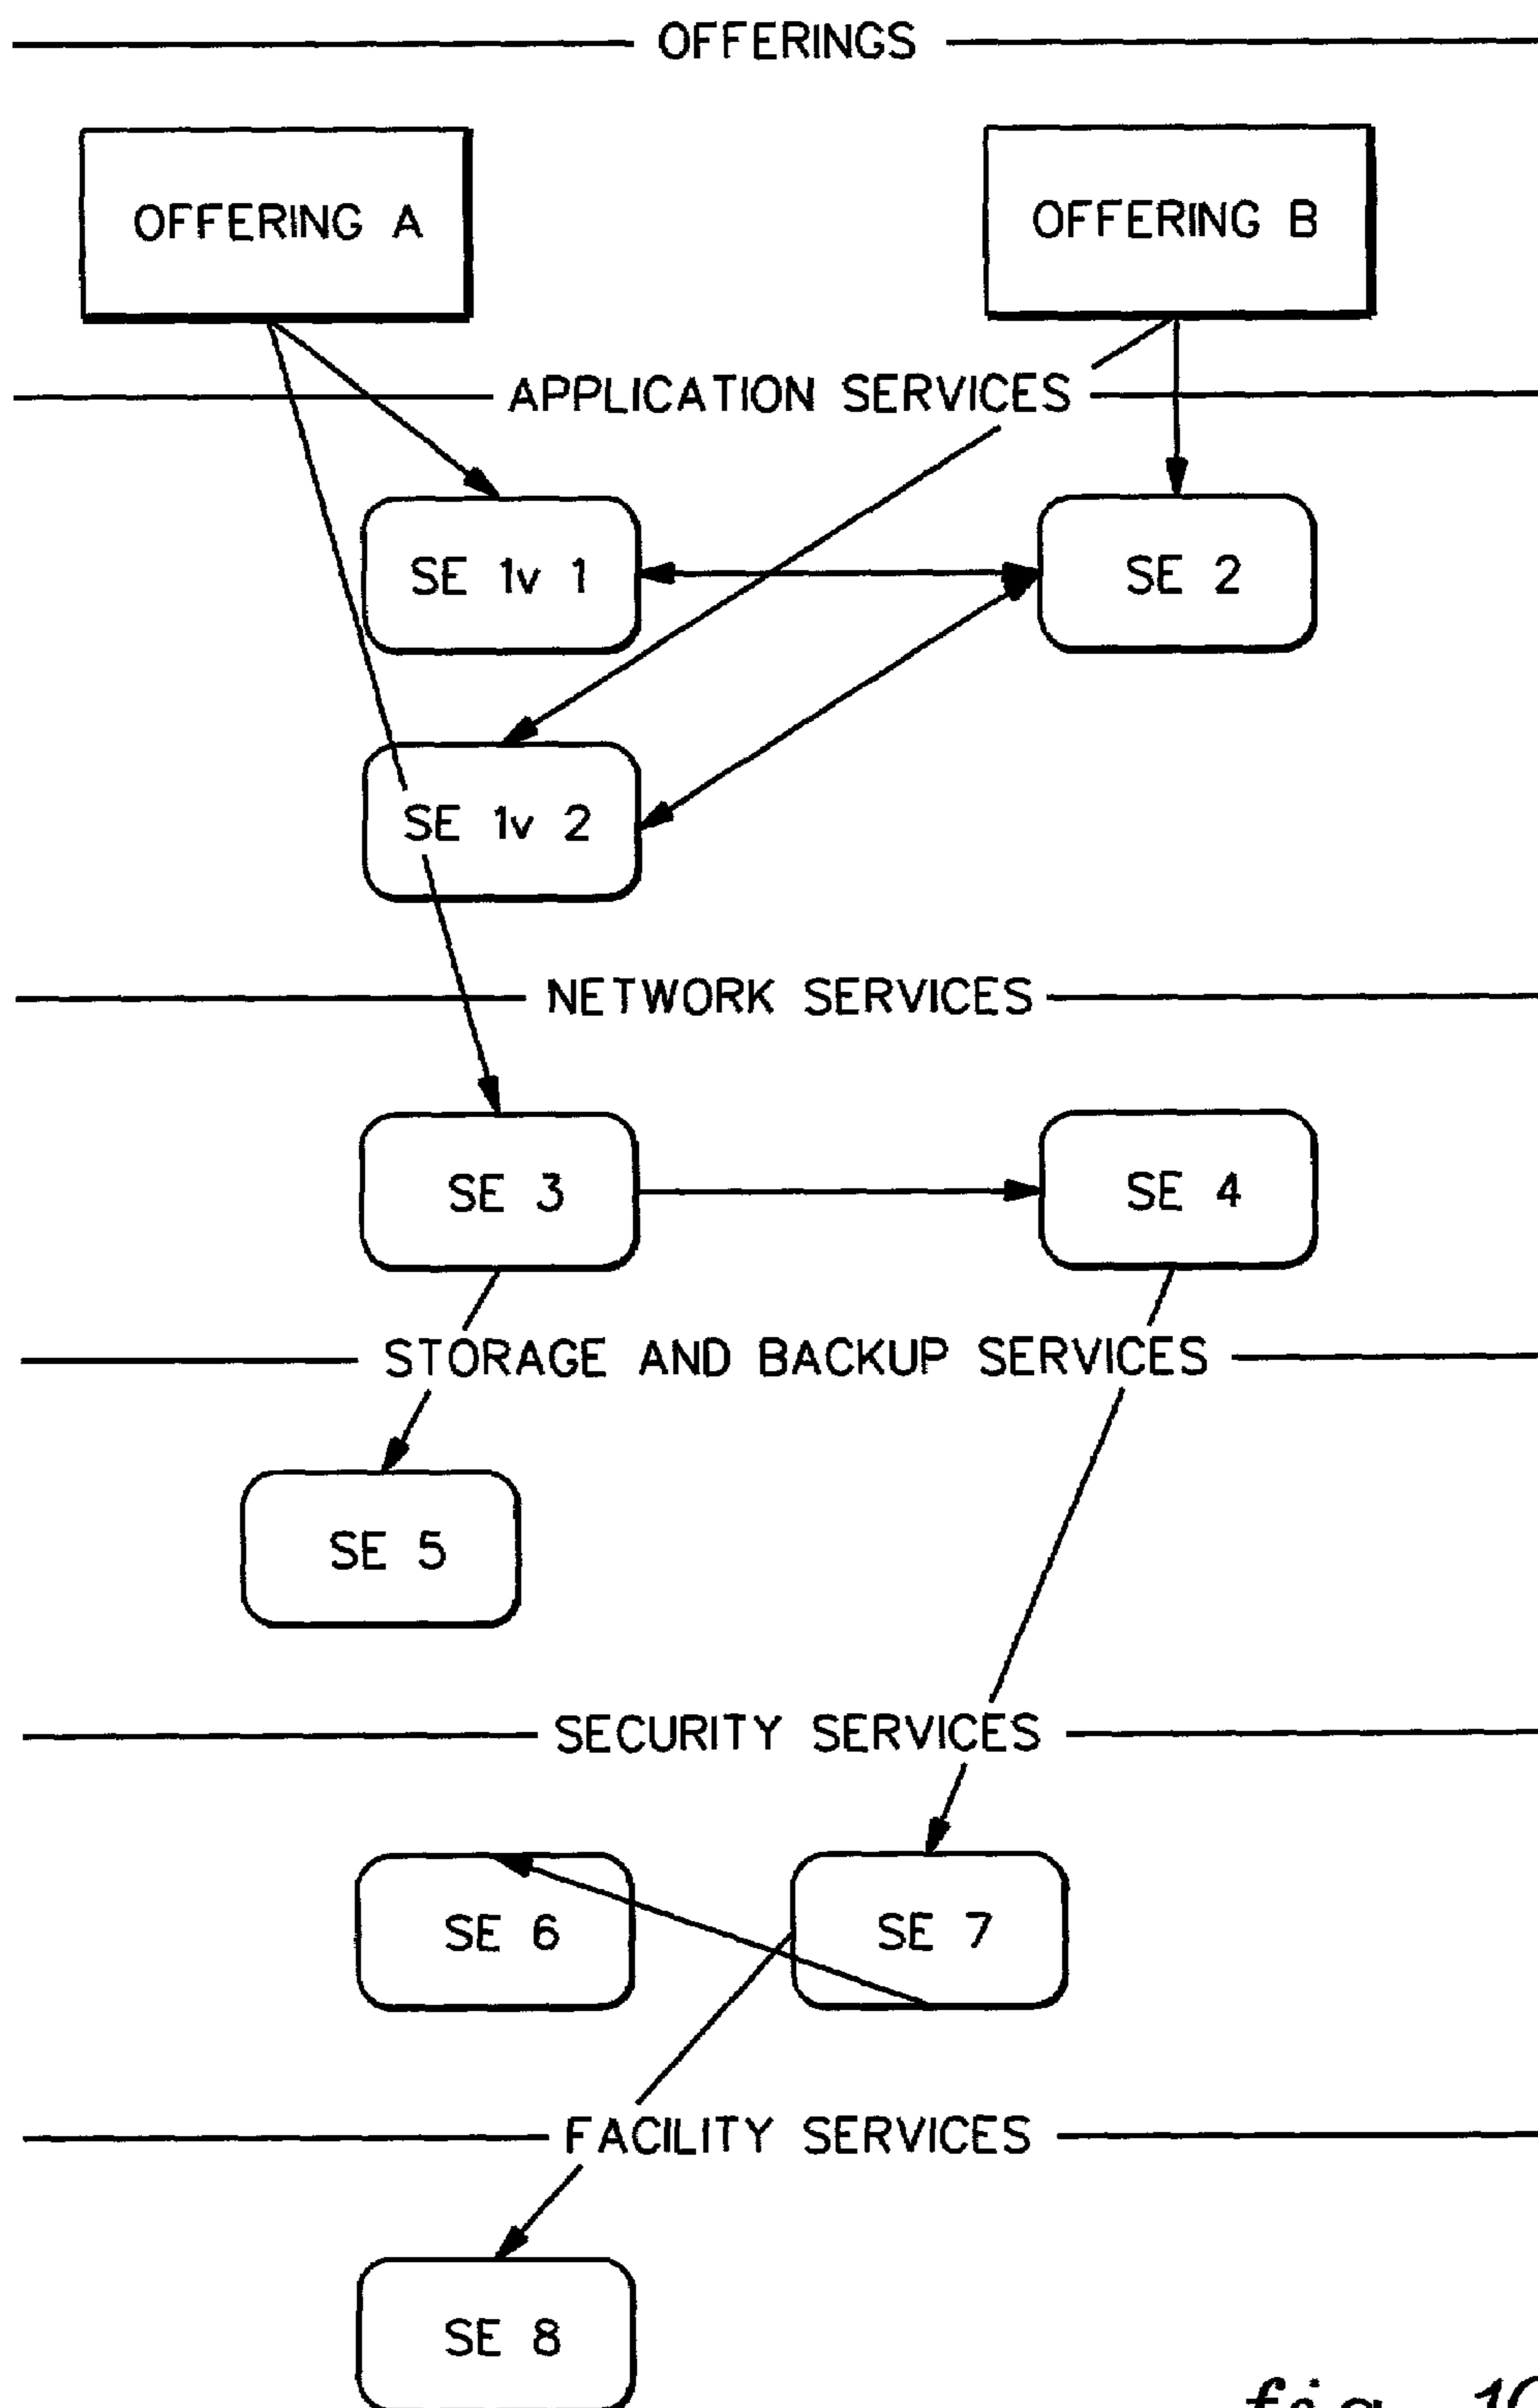 OFFERINGS
OFFERING A
OFFERING B
APPLICATION SERVICES
SE 1v 1
SE 2
SE 1v 2
NETWORK SERVICES
SE 3
SE 4
STORAGE AND BACKUP SERVICES
SE 5
SECURITY SERVICES
SE 6
SE 7
FACILITY SERVICES
SE 8
fig.